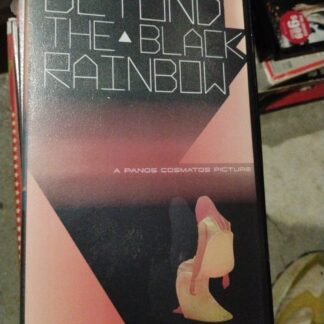 BEYOND
THE BLACK
RAINBOW
A PANOS COSMATOS PICTURE